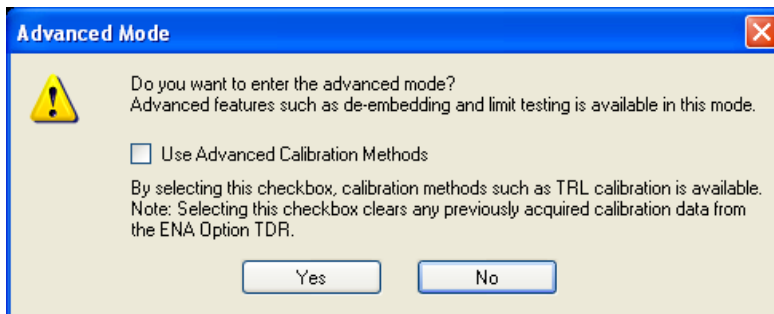 Advanced Mode
Do you want to enter the advanced mode?
Advanced features such as de-embedding and limit testing is available in this mode.
Use Advanced Calibration Methods
By selecting this checkbox, calibration methods such as TRL calibration is available.
Note: Selecting this checkbox clears any previously acquired calibration data from
the ENA Option TDR.
Yes
No